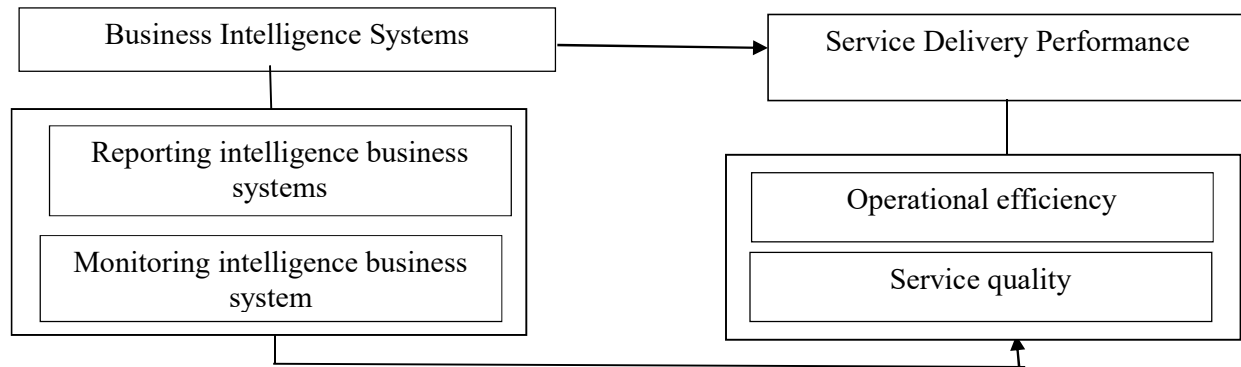 Business Intelligence Systems
Service Delivery Performance
Reporting intelligence business
systems
Monitoring intelligence business
system
Operational efficiency
Service quality